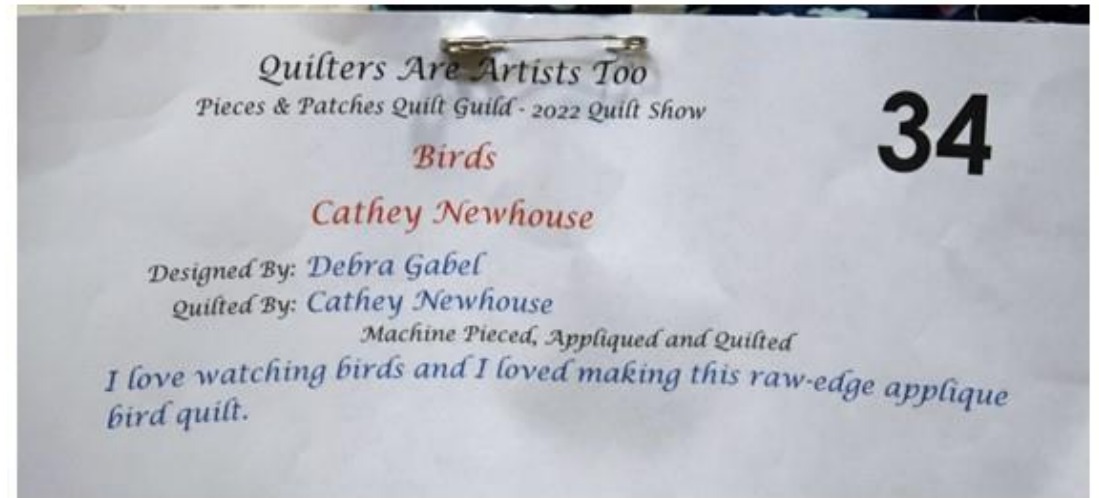 Quilters Are Artists Too
Pieces & Patches Quilt Guild - 2022 Quilt Show
34
Birds
Cathey Newhouse
Designed By: Debra Gabel
Quilted By: Cathey Newhouse
Machine Pieced, Appliqued and Quilted
I love watching birds and I loved making this raw-edge applique
bird quilt.